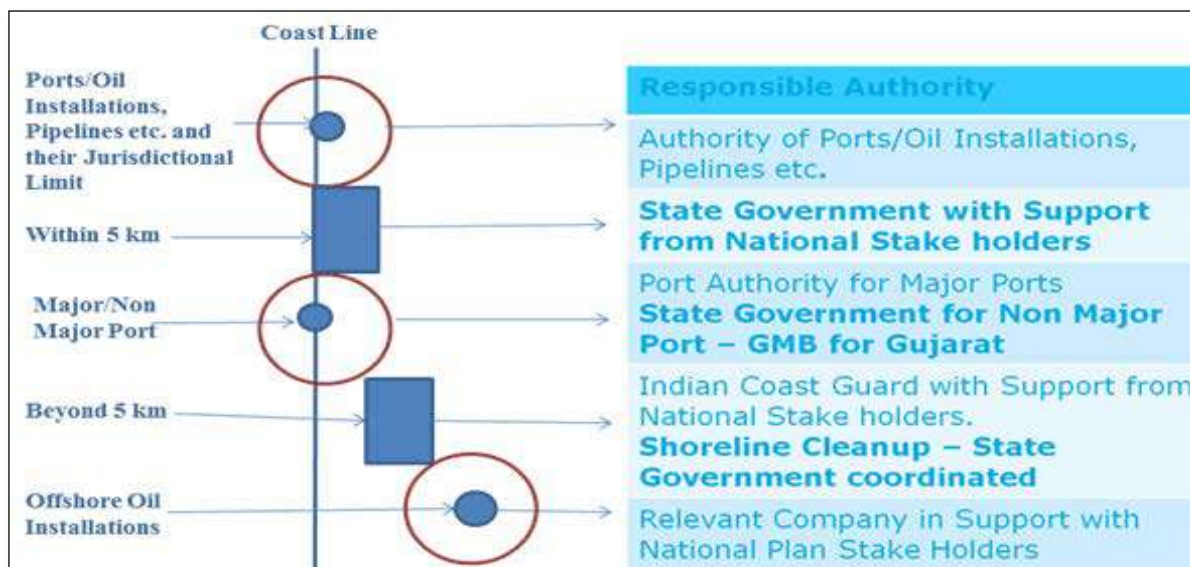 Coast Line
Ports/Oil
Installations,
Pipelines etc. and
their Jurisdictional
Limit
Within 5 km
Major/Non
Major Port
Beyond 5 km
Offshore Oil
Installations
Responsible Authority
Authority of Ports/Oil Installations,
Pipelines etc.
State Government with Support
from National Stake holders
Port Authority for Major Ports
State Government for Non Major
Port – GMB for Gujarat
Indian Coast Guard with Support from
National Stake holders.
Shoreline Cleanup – State
Government coordinated
Relevant Company in Support with
National Plan Stake Holders